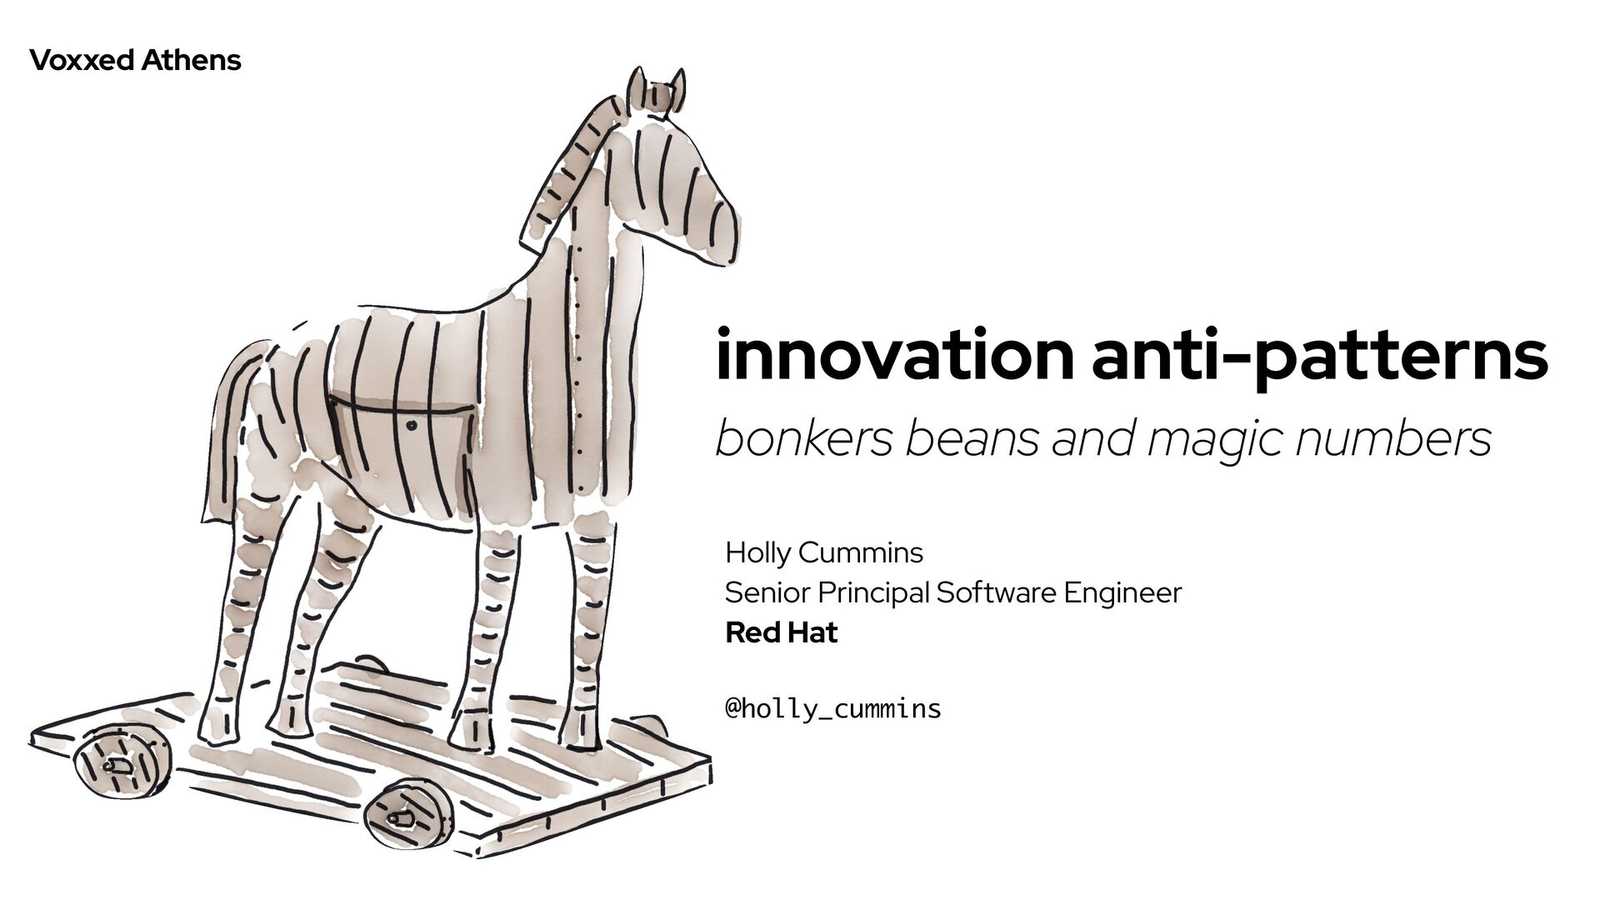 Voxxed Athens
innovation anti-patterns
bonkers beans and magic numbers
Holly Cummins
Senior Principal Software Engineer
Red Hat
@holly_cummins